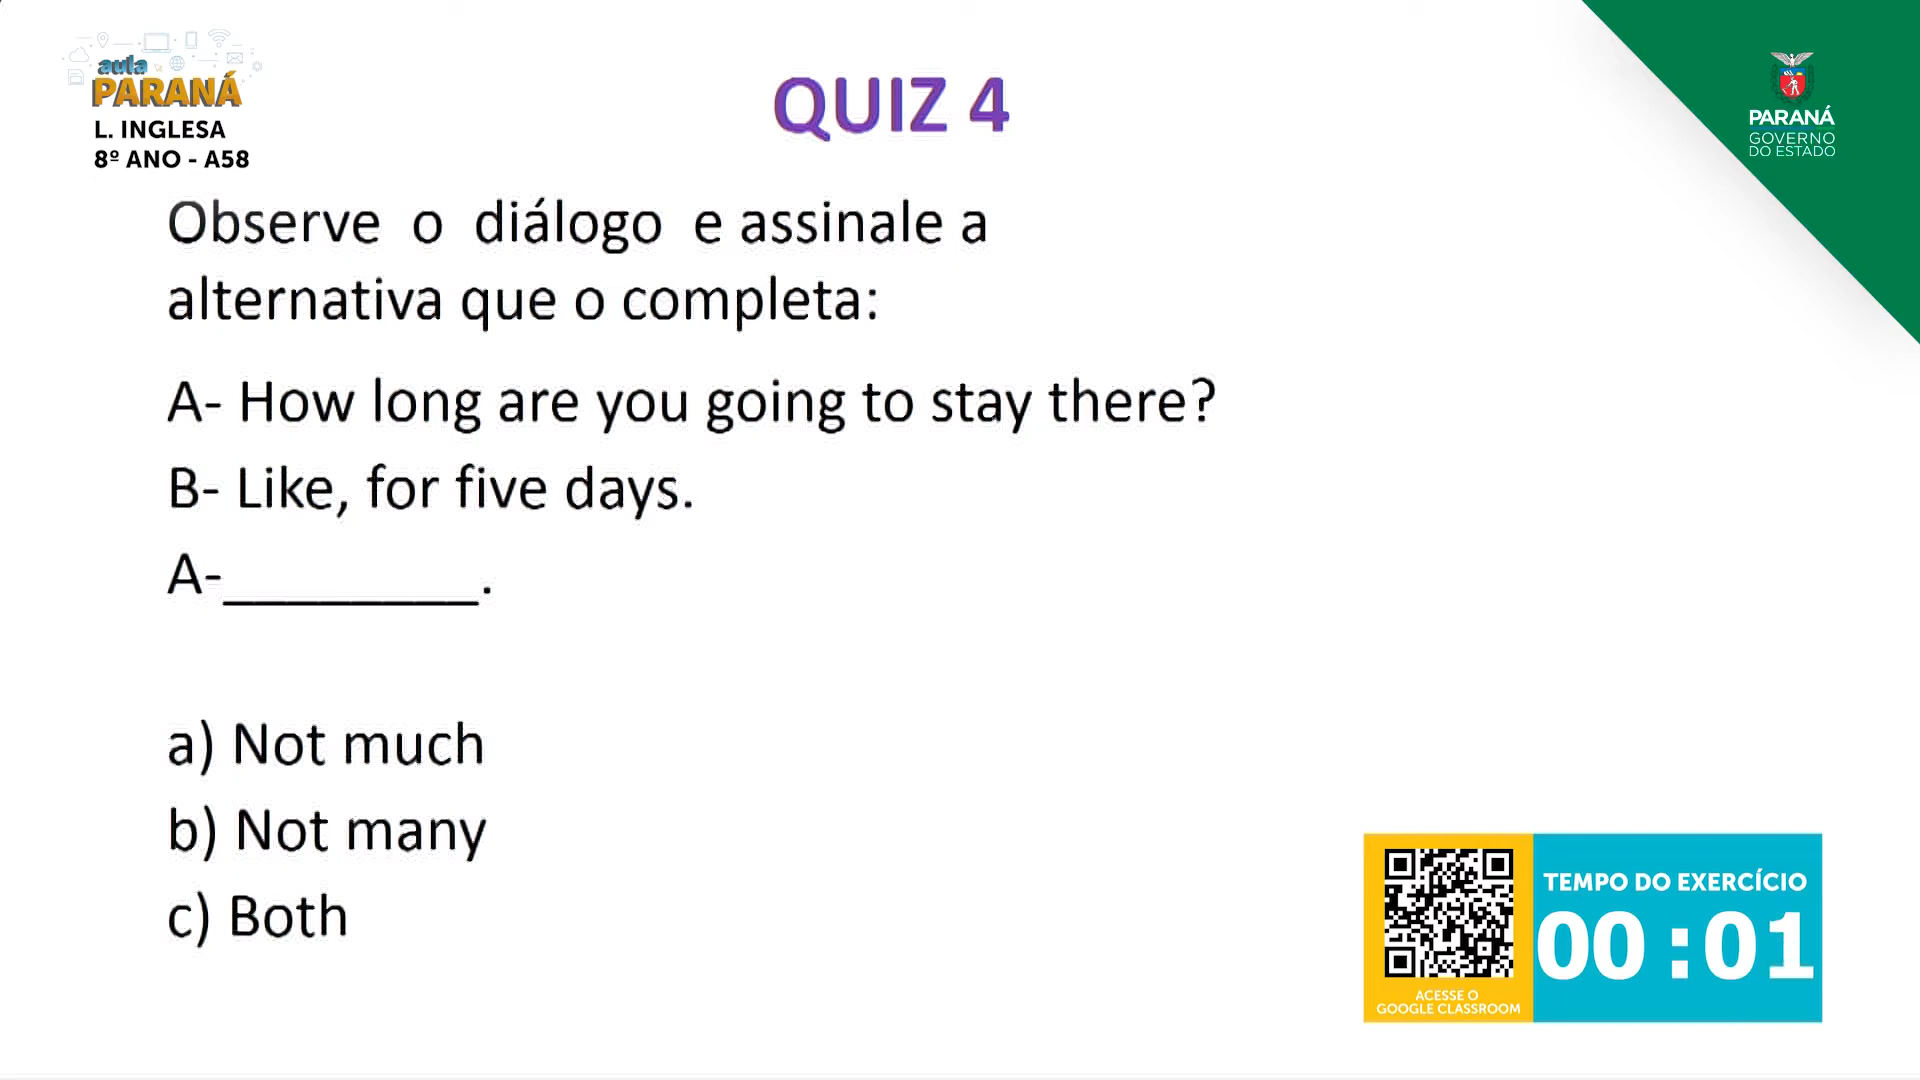 aula
PARANÁ
L. INGLESA
8º ANO - A58
QUIZ 4
PARANÁ
GOVERNO
DO ESTADO
Observe o diálogo e assinale a
alternativa que o completa:
A- How long are you going to stay there?
B- Like, for five days.
A-________.
a) Not much
b) Not many
c) Both
TEMPO DO EXERCÍCIO
00:01
ACESSE O
GOOGLE CLASSROOM